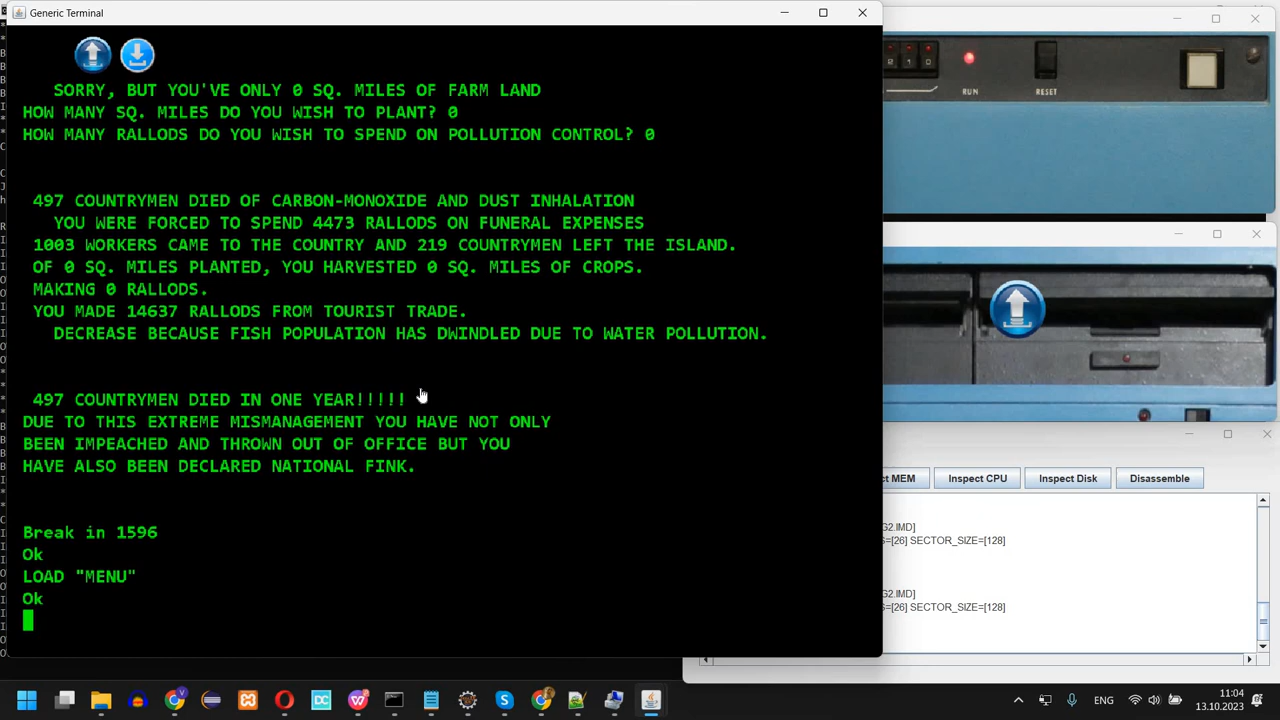 Generic Terminal
SORRY, BUT YOU'VE ONLY 0 SQ. MILES OF FARM LAND
HOW MANY SQ. MILES DO YOU WISH TO PLANT? 0
HOW MANY RALLODS DO YOU WISH TO SPEND ON POLLUTION CONTROL? 0
497 COUNTRYMEN DIED OF CARBON-MONOXIDE AND DUST INHALATION
YOU WERE FORCED TO SPEND 4473 RALLODS ON FUNERAL EXPENSES
1003 WORKERS CAME TO THE COUNTRY AND 219 COUNTRYMEN LEFT THE ISLAND.
OF 0 SQ. MILES PLANTED, YOU HARVESTED 0 SQ. MILES OF CROPS.
MAKING 0 RALLODS.
YOU MADE 14637 RALLODS FROM TOURIST TRADE.
DECREASE BECAUSE FISH POPULATION HAS DWINDLED DUE TO WATER POLLUTION.
497 COUNTRYMEN DIED IN ONE YEAR!!!!!
DUE TO THIS EXTREME MISMANAGEMENT YOU HAVE NOT ONLY
BEEN IMPEACHED AND THROWN OUT OF OFFICE BUT YOU
HAVE ALSO BEEN DECLARED NATIONAL FINK.
Break in 1596
Ok
LOAD "MENU"
Ok
RUN
RESET
ct MEM
Inspect CPU
Inspect Disk
Disassemble
G2.IMD]
=[26] SECTOR_SIZE=[128]
G2.IMD]
=[26] SECTOR_SIZE=[128]
ENG
11:04
13.10.2023